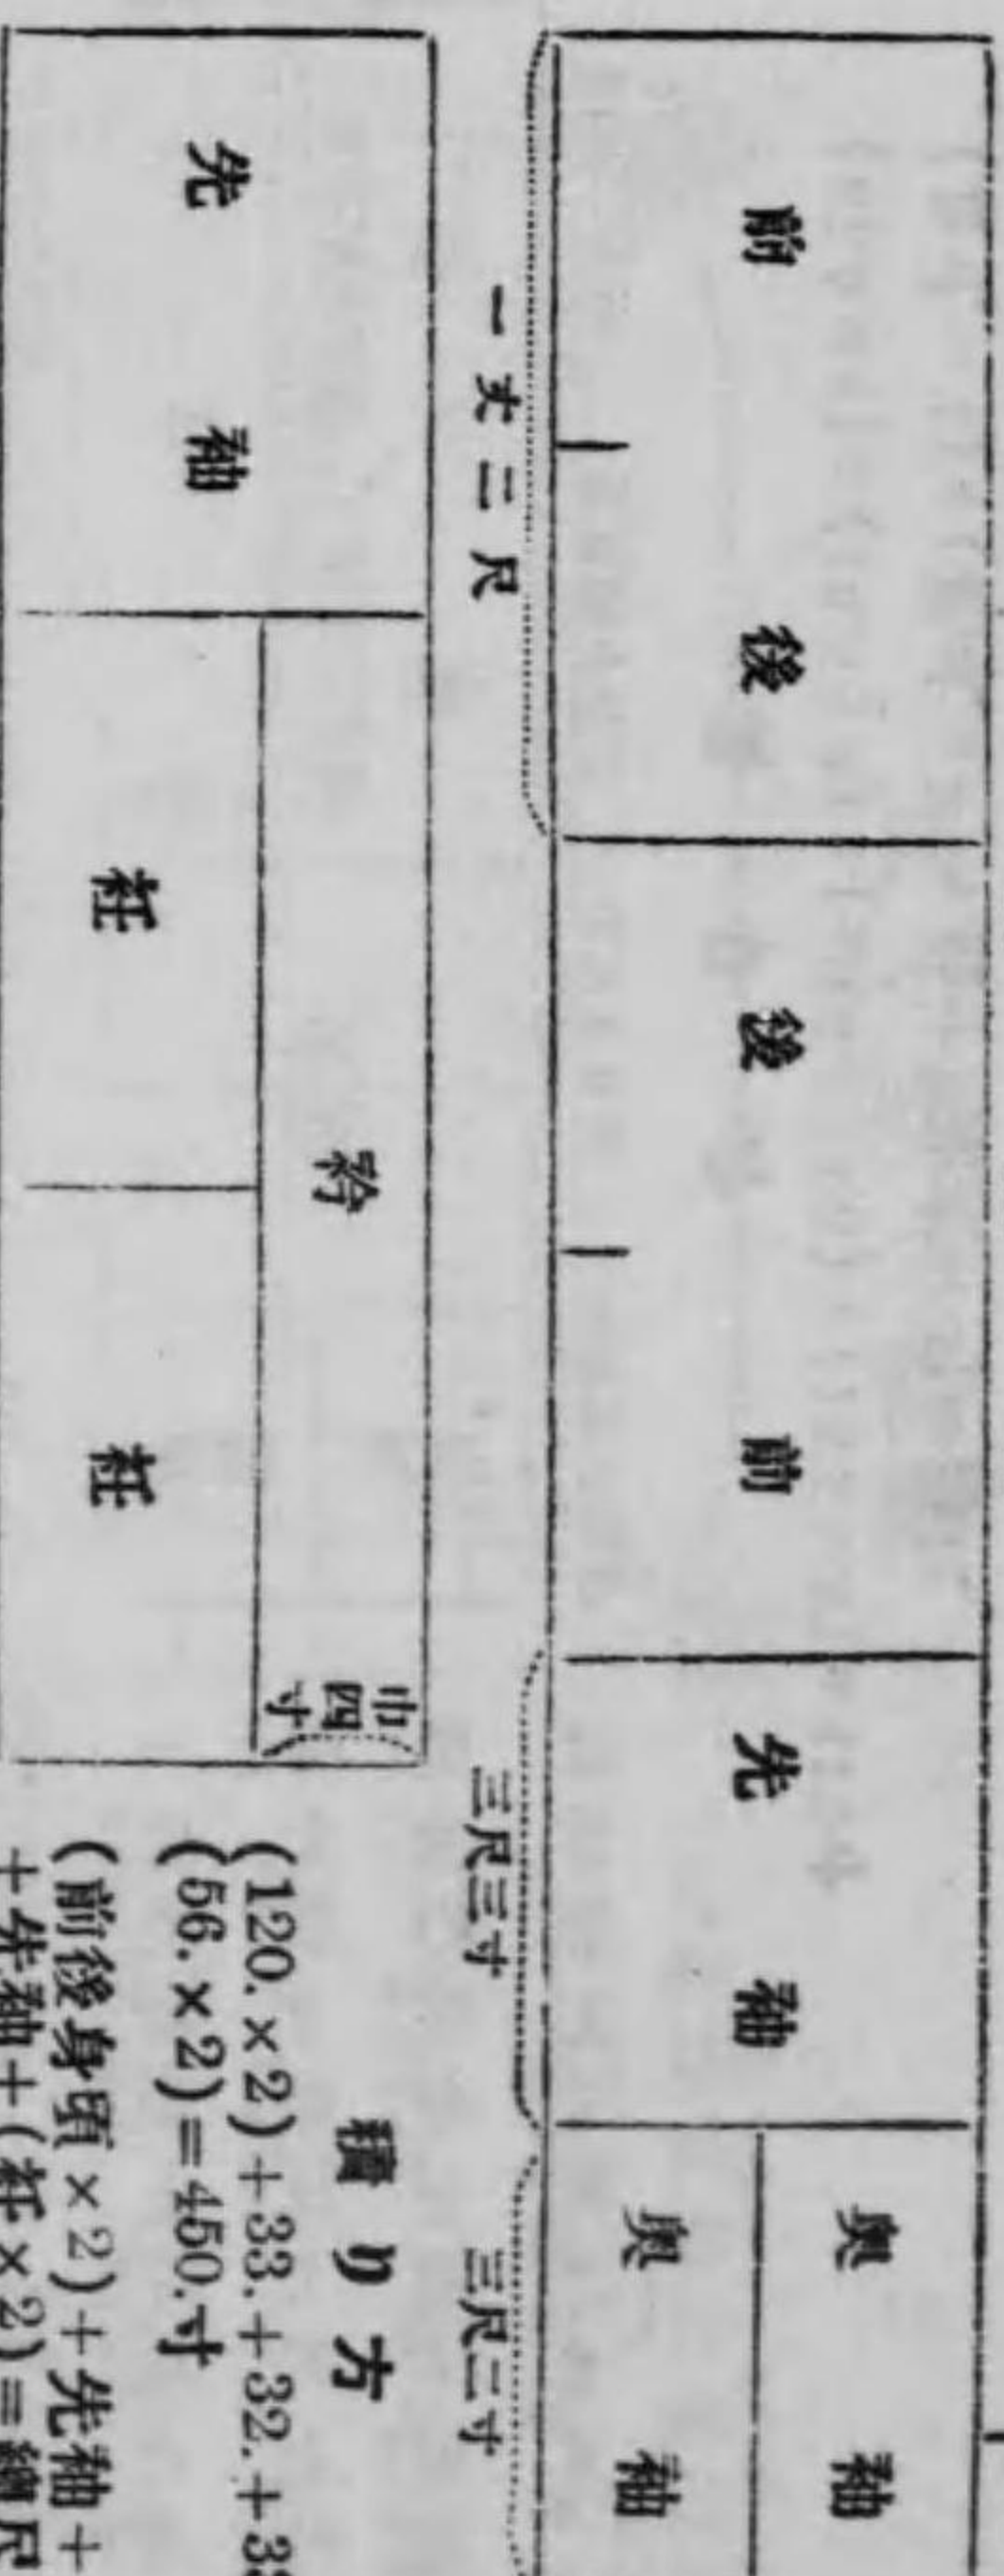 前 後 後 前 先 袖 奥 袖
奥 袖
一丈二尺 三尺三寸 三尺二寸
先 袖 衿 巾四寸
衽 衽
積り方
(120.×2)+33.+32.+33
(56.×2)=450.寸
(前後身頃×2)+先袖+
+先袖+(衽×2)=總尺